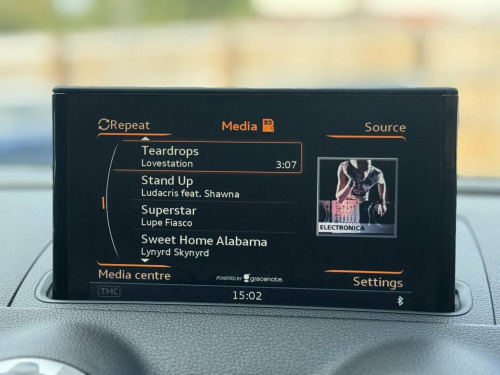 Repeat
Media SD
Source
Teardrops
Lovestation 3:07
Stand Up
Ludacris feat. Shawna
Superstar
Lupe Fiasco
Sweet Home Alabama
Lynyrd Skynyrd
ELECTRONICA
Media centre
POWERED BY gracenote.
Settings
TMC
15:02